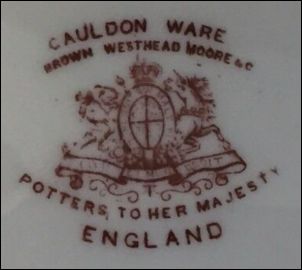 CAULDON WARE
BROWN WESTHEAD MOORE & C
POTTERS TO HER MAJESTY
ENGLAND